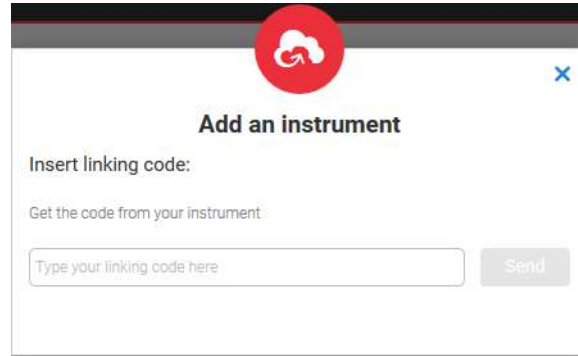 Add an instrument
Insert linking code:
Get the code from your instrument
Type your linking code here
Send